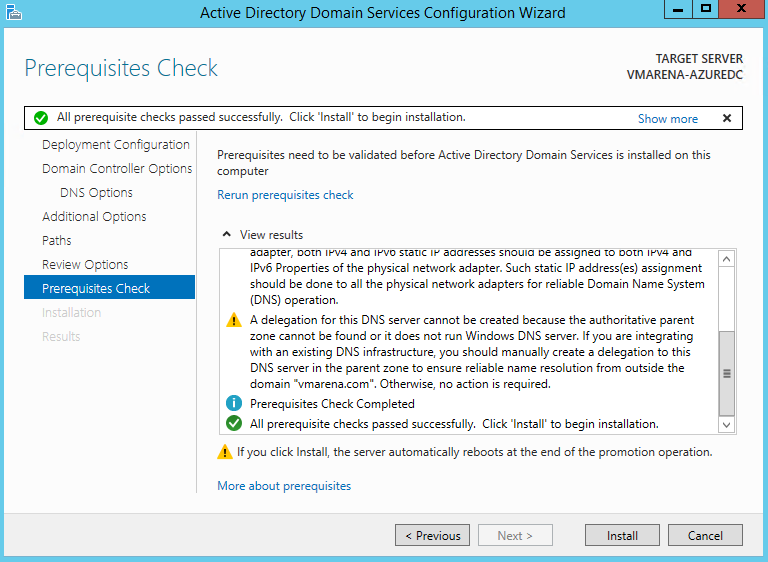 Active Directory Domain Services Configuration Wizard
Prerequisites Check
TARGET SERVER
VMARENA-AZUREDC
All prerequisite checks passed successfully.  Click 'Install' to begin installation.
Show more
Deployment Configuration
Domain Controller Options
DNS Options
Additional Options
Paths
Review Options
Prerequisites Check
Installation
Results
Prerequisites need to be validated before Active Directory Domain Services is installed on this
computer
Rerun prerequisites check
View results
adapter, both IPv4 and IPv6 static IP addresses should be assigned to both IPv4 and
IPv6 Properties of the physical network adapter. Such static IP address(es) assignment
should be done to all the physical network adapters for reliable Domain Name System
(DNS) operation.
A delegation for this DNS server cannot be created because the authoritative parent
zone cannot be found or it does not run Windows DNS server. If you are integrating
with an existing DNS infrastructure, you should manually create a delegation to this
DNS server in the parent zone to ensure reliable name resolution from outside the
domain "vmarena.com". Otherwise, no action is required.
Prerequisites Check Completed
All prerequisite checks passed successfully.  Click 'Install' to begin installation.
If you click Install, the server automatically reboots at the end of the promotion operation.
More about prerequisites
< Previous
Next >
Install
Cancel